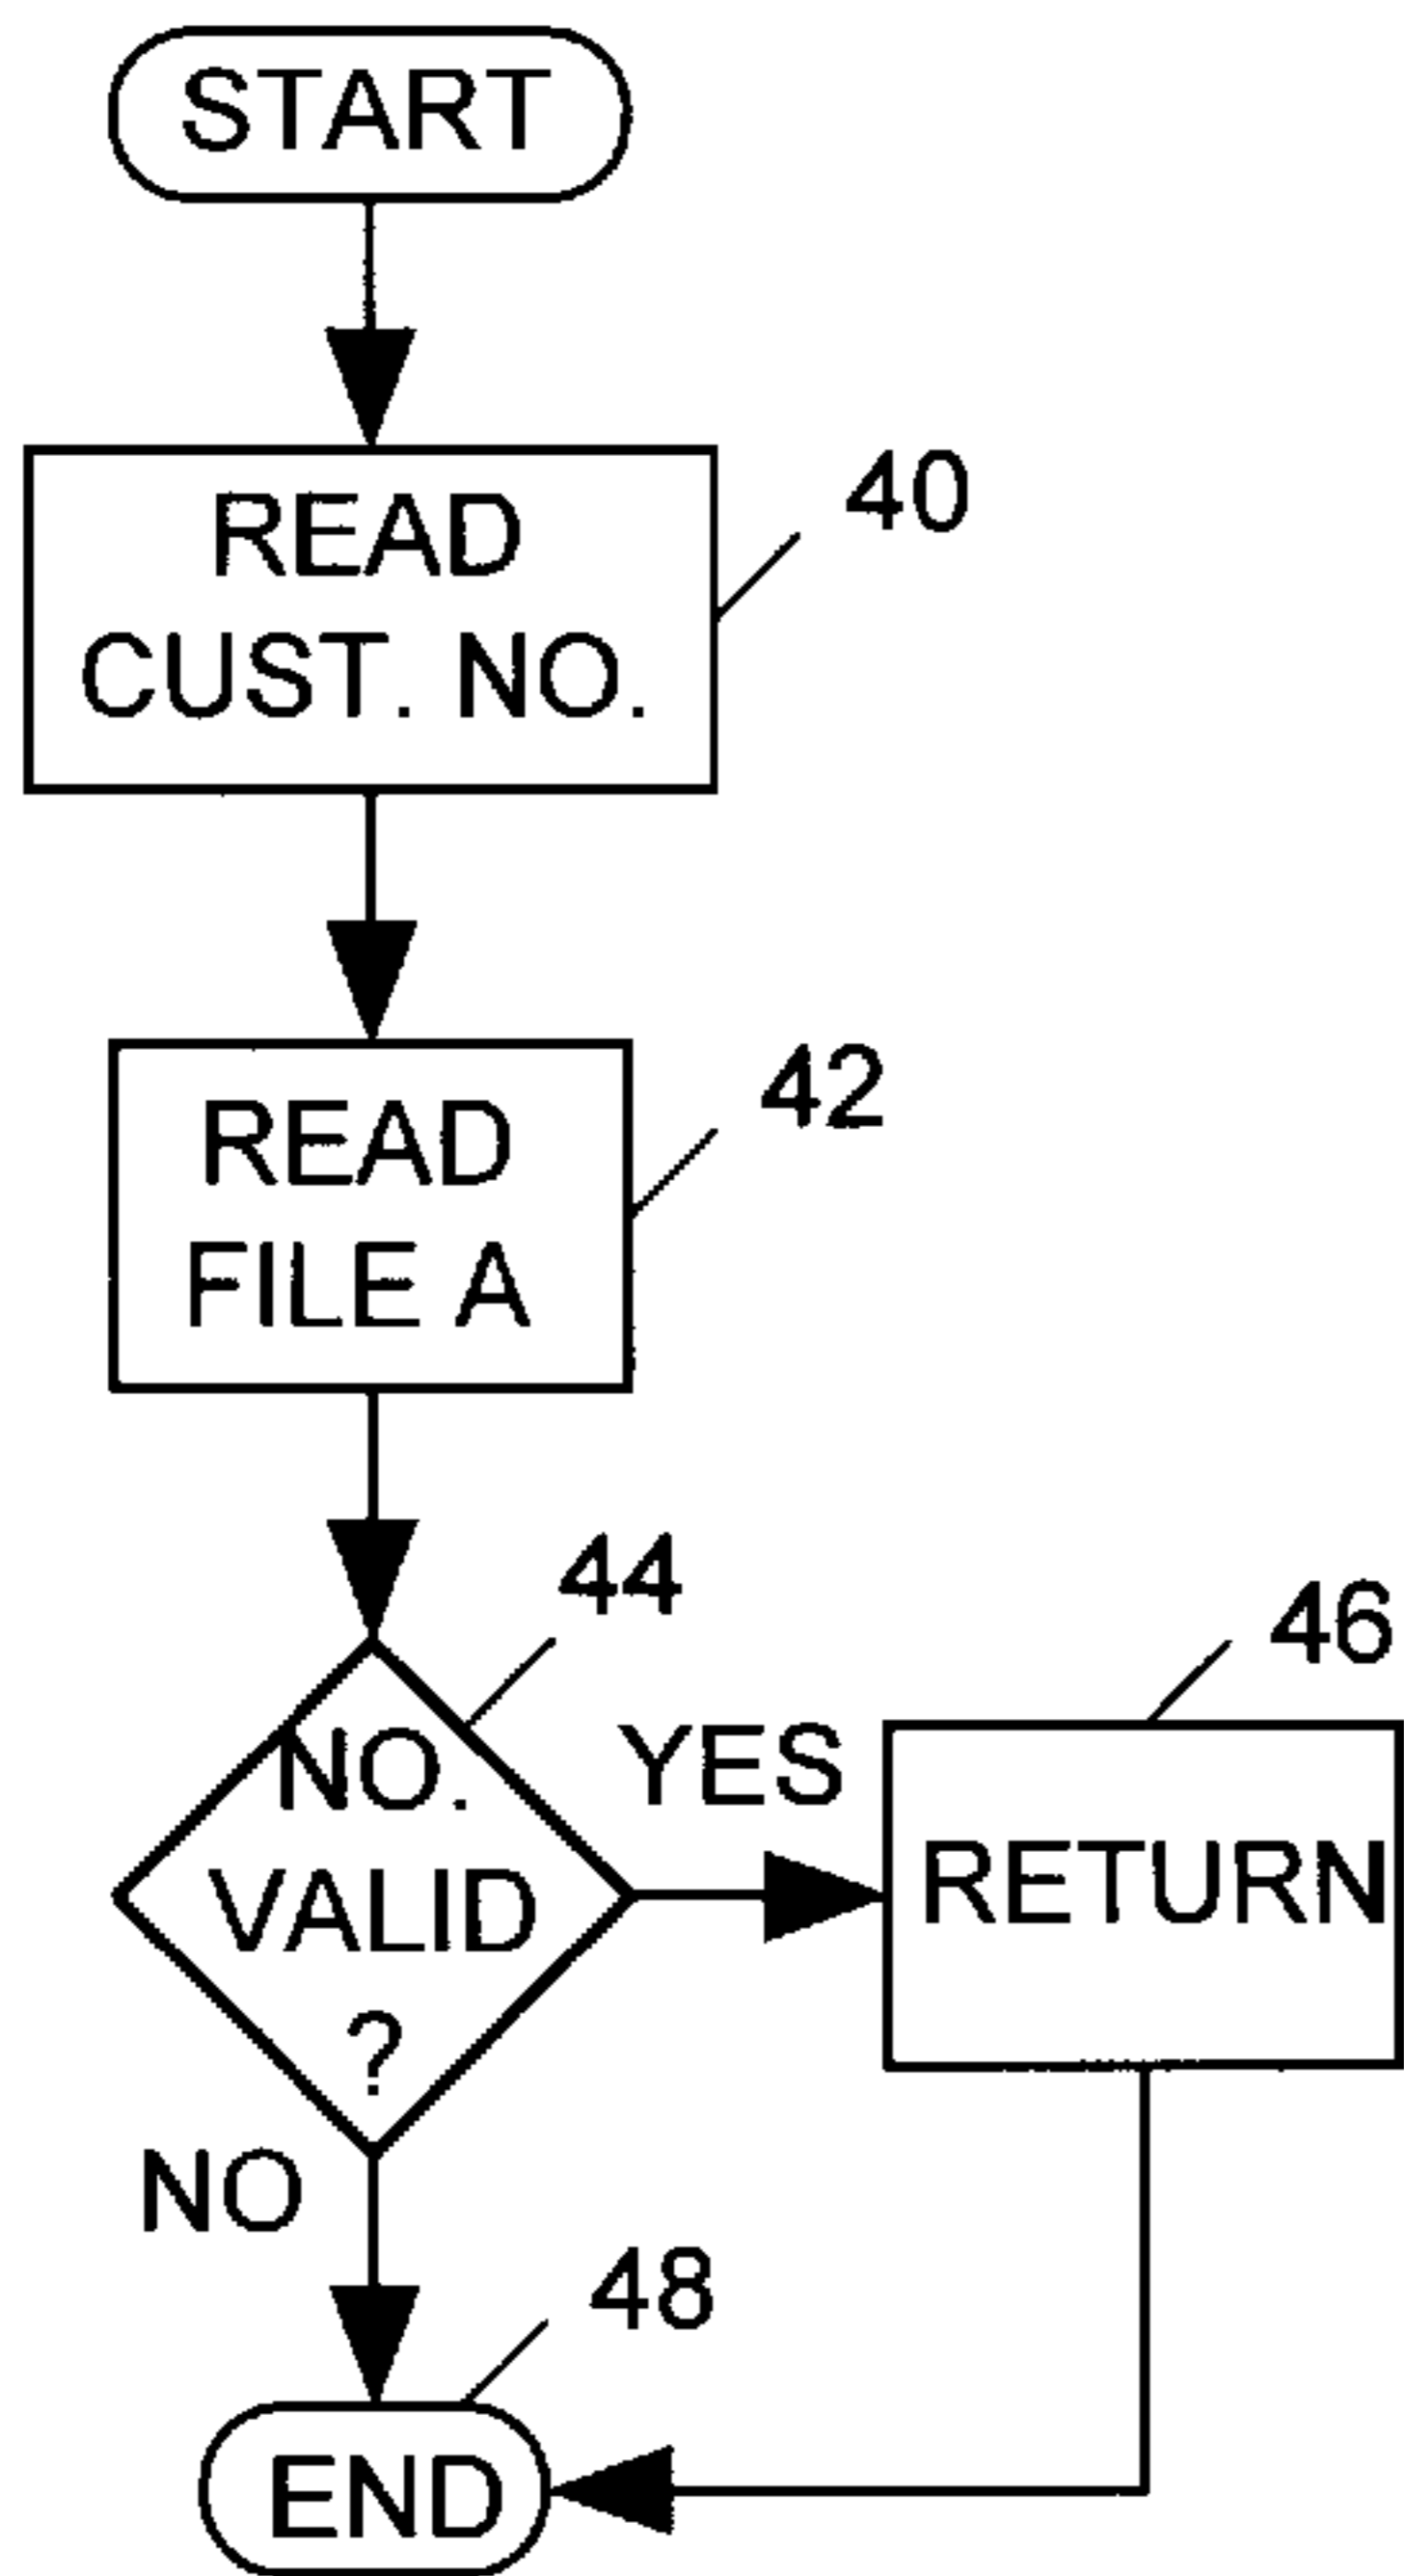 START
READ
CUST. NO.
40
READ
FILE A
42
44
NO.
VALID
?
YES
46
RETURN
NO
48
END